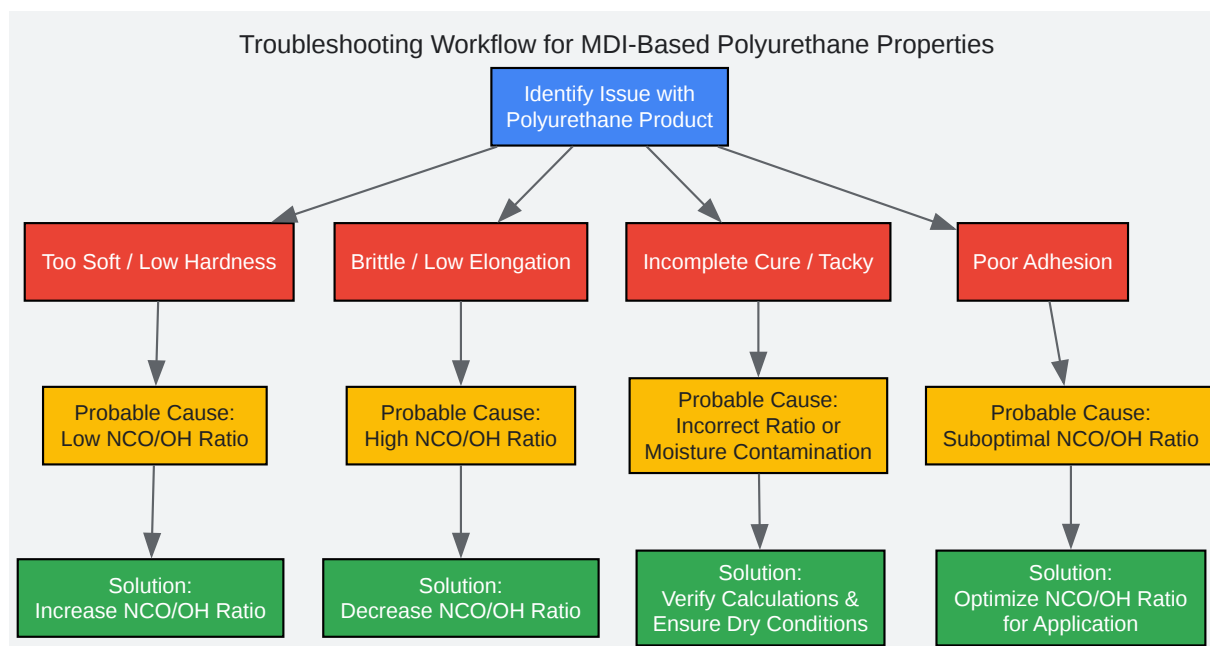 Troubleshooting Workflow for MDI-Based Polyurethane Properties
Identify Issue with
Polyurethane Product
Too Soft / Low Hardness
Brittle / Low Elongation
Incomplete Cure / Tacky
Poor Adhesion
Probable Cause:
Low NCO/OH Ratio
Probable Cause:
High NCO/OH Ratio
Probable Cause:
Incorrect Ratio or
Moisture Contamination
Probable Cause:
Suboptimal NCO/OH Ratio
Solution:
Increase NCO/OH Ratio
Solution:
Decrease NCO/OH Ratio
Solution:
Verify Calculations &
Ensure Dry Conditions
Solution:
Optimize NCO/OH Ratio
for Application